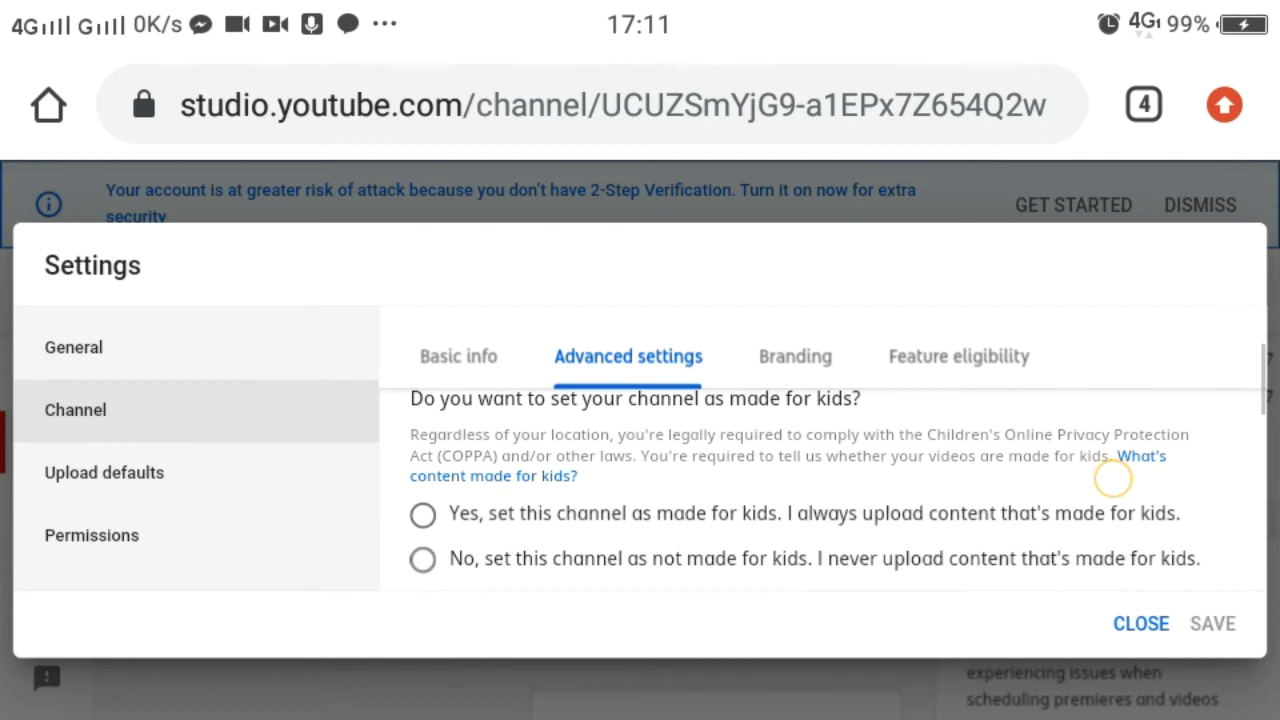 4G G 0K/s 17:11 4G 99%
studio.youtube.com/channel/UCUZSmYjG9-a1EPx7Z654Q2w 4
Your account is at greater risk of attack because you don't have 2-Step Verification. Turn it on now for extra
security
GET STARTED DISMISS
Settings
General
Channel
Upload defaults
Permissions
Basic info Advanced settings Branding Feature eligibility
Do you want to set your channel as made for kids?
Regardless of your location, you're legally required to comply with the Children's Online Privacy Protection
Act (COPPA) and/or other laws. You're required to tell us whether your videos are made for kids. What's
content made for kids?
Yes, set this channel as made for kids. I always upload content that's made for kids.
No, set this channel as not made for kids. I never upload content that's made for kids.
CLOSE SAVE
experiencing issues when
scheduling premieres and videos